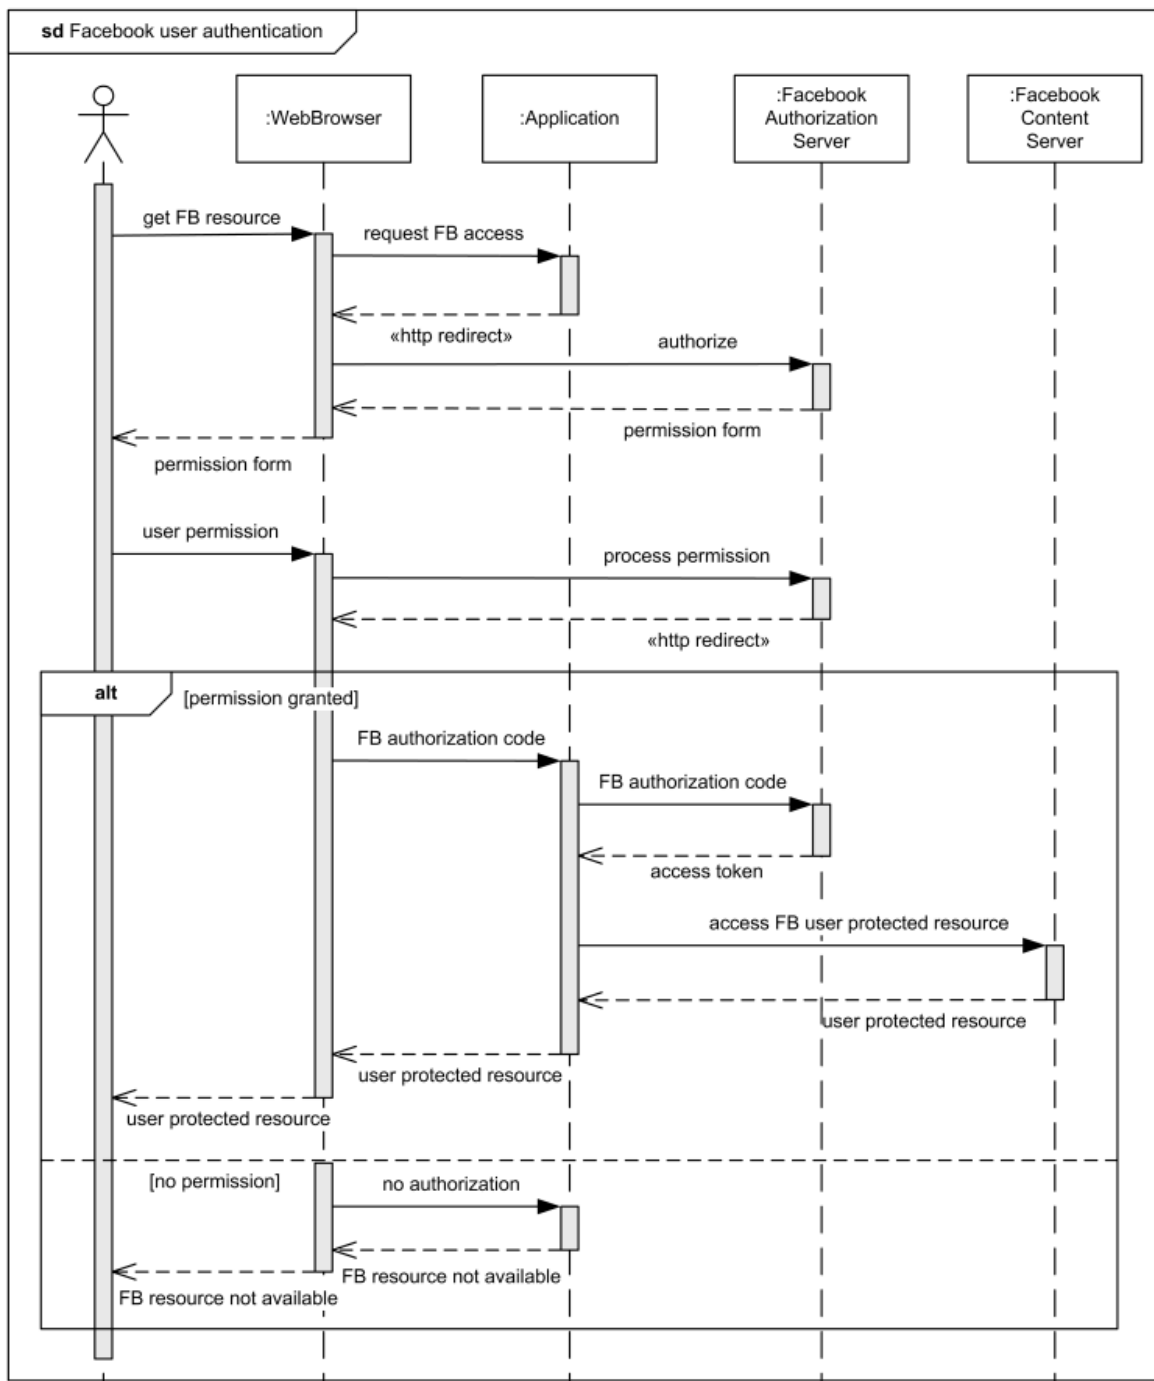 sd Facebook user authentication
:WebBrowser
:Application
:Facebook
Authorization
Server
:Facebook
Content
Server
get FB resource
request FB access
«http redirect»
authorize
permission form
permission form
user permission
process permission
«http redirect»
alt
[permission granted]
FB authorization code
FB authorization code
access token
access FB user protected resource
user protected resource
user protected resource
user protected resource
[no permission]
no authorization
FB resource not available
FB resource not available